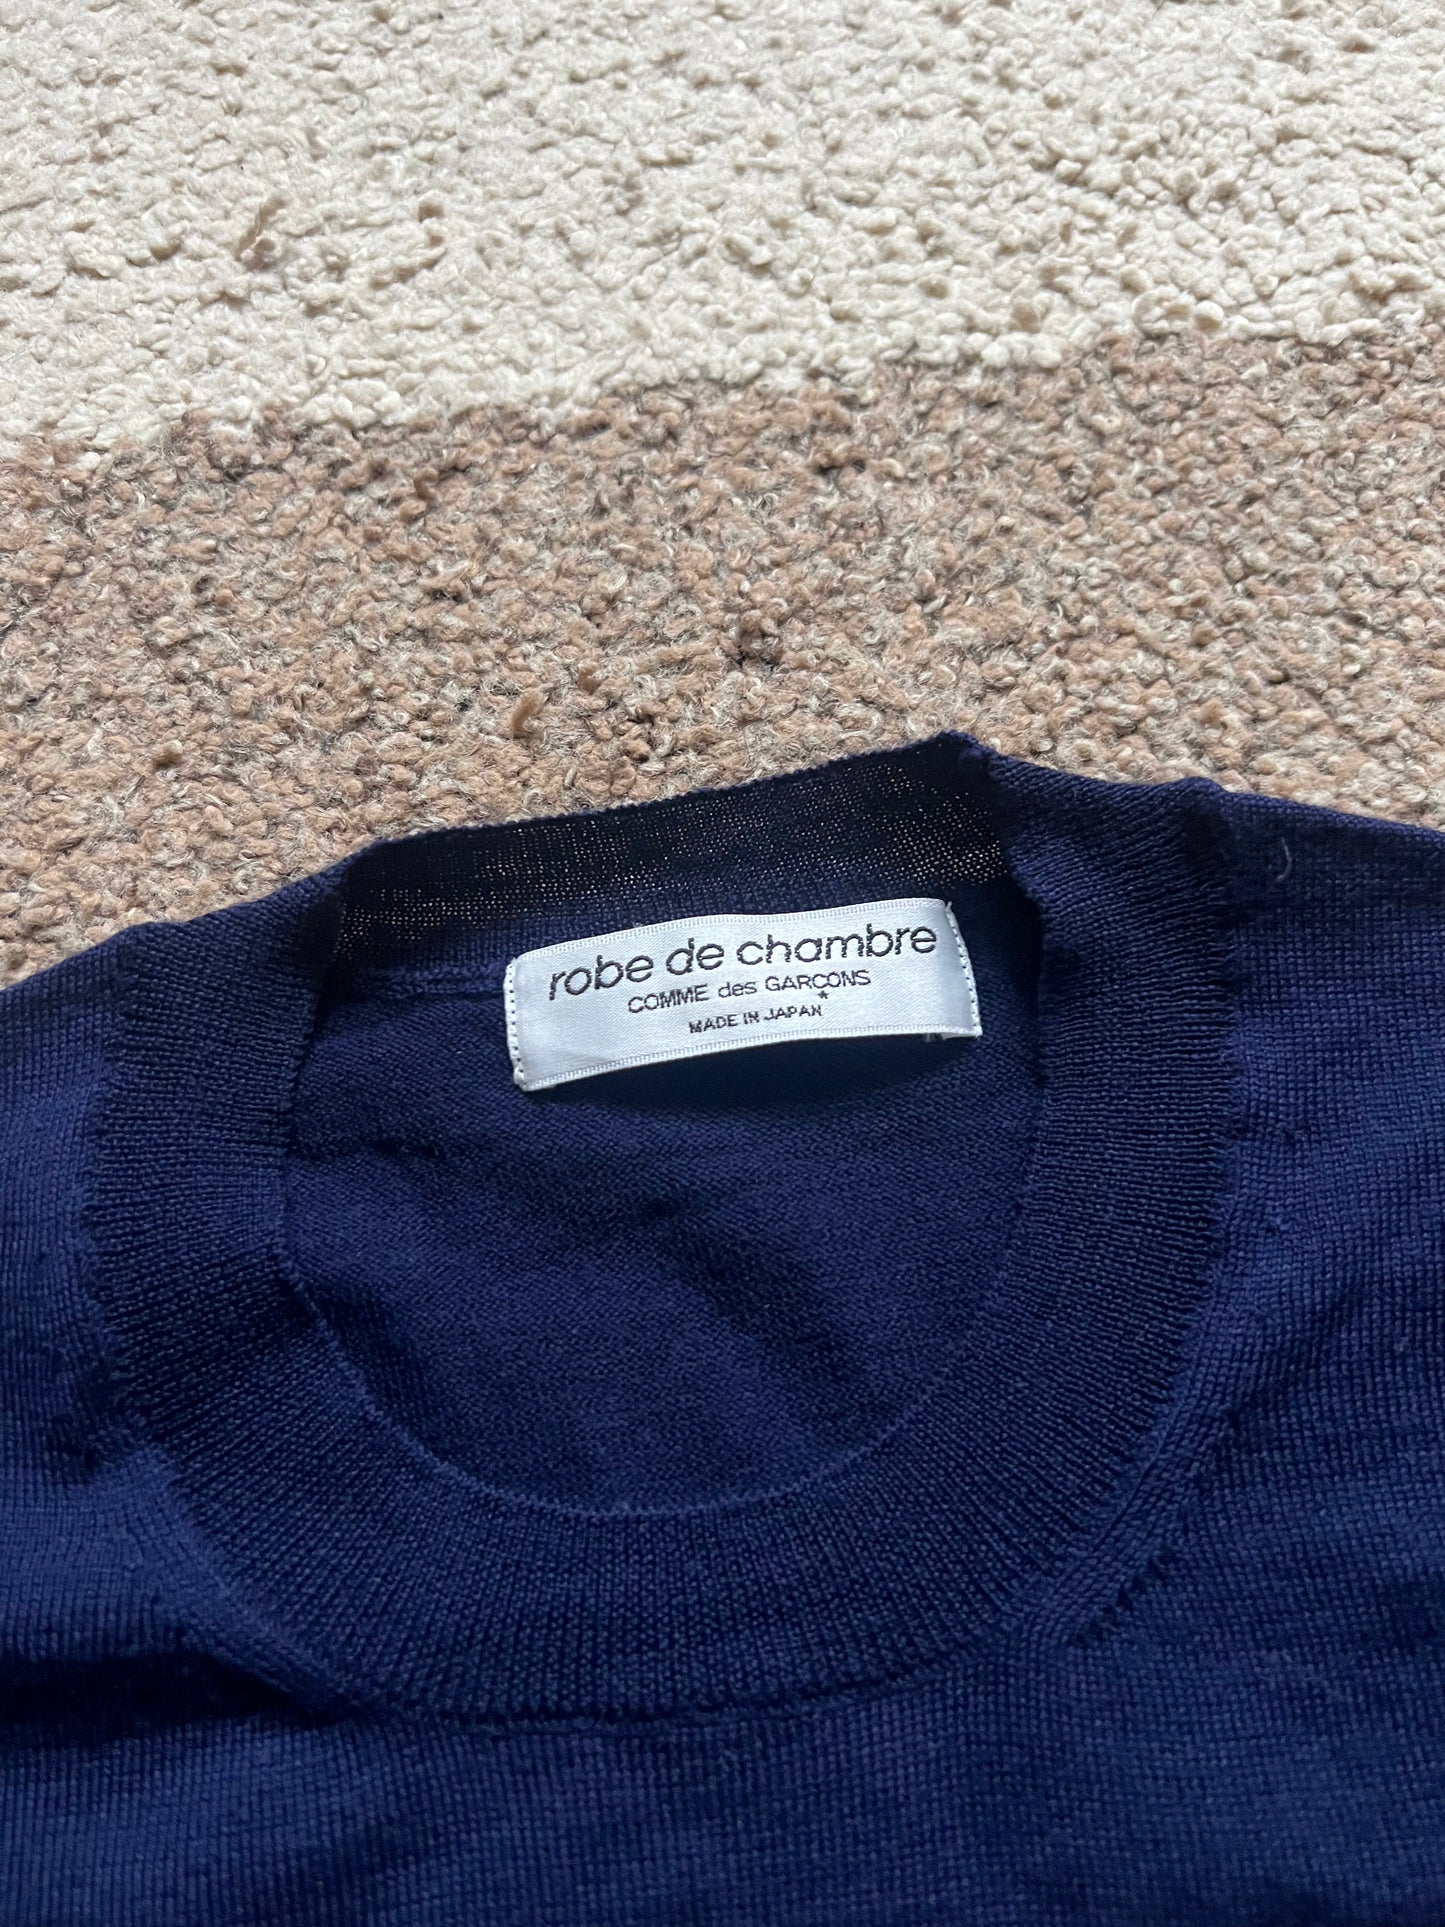 robe de chambre
COMME des GARÇONS
MADE IN JAPAN*